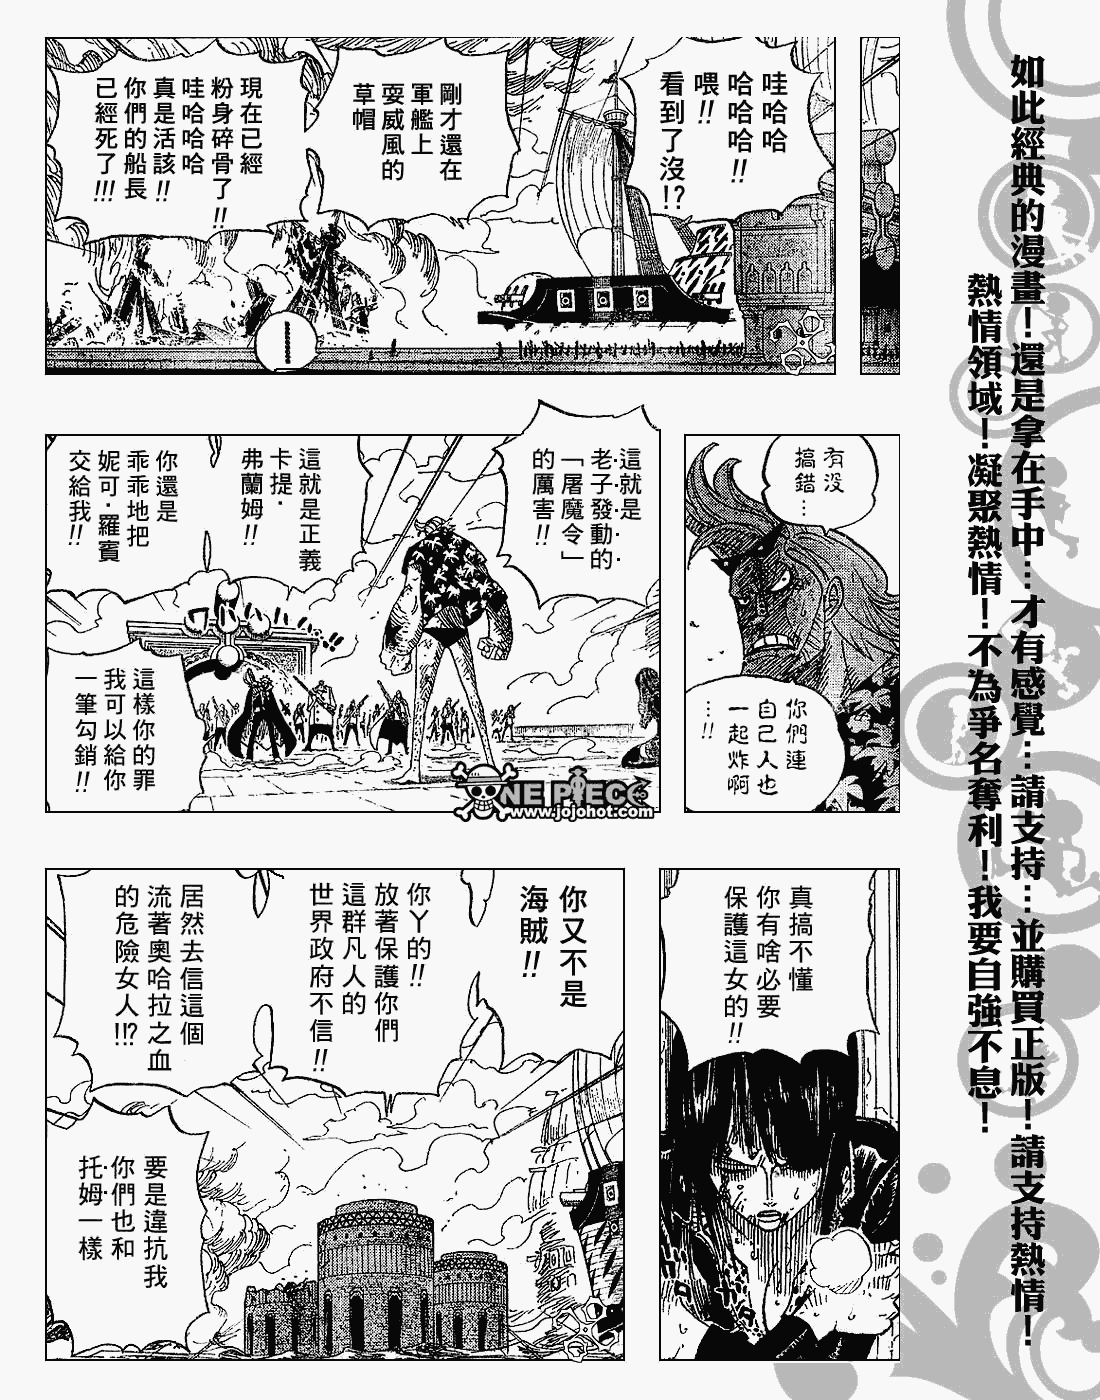 哇哈哈
哈哈哈!!
喂!!
看到了沒!?
剛才還在
軍艦上
耍威風的
草帽
現在已經
粉身碎骨了!!
哇哈哈哈
真是活該!!
你們的船長
已經死了!!!
有沒
搞錯…
你們連
自己人也
一起炸啊
…!!
這就是
老子發動的
「屠魔令」
的厲害!!
這就是正義
卡提·
弗蘭姆!!
你還是
乖乖地把
妮可·羅賓
交給我!!
這樣你的罪
我可以給你
一筆勾銷!!
ONE PIECE
www.jojohot.com
真搞不懂
你有啥必要
保護這女的!!
你又不是
海賊!!
你丫的!!
放著保護你們
這群凡人的
世界政府不信!!
居然去信這個
流著奧哈拉之血
的危險女人!!?
要是違抗我
你們也和
托姆一樣
如此經典的漫畫！還是拿在手中…才有感覺…請支持…並購買正版！請支持熱情！
熱情領域！凝聚熱情！不為爭名奪利！我要自強不息！